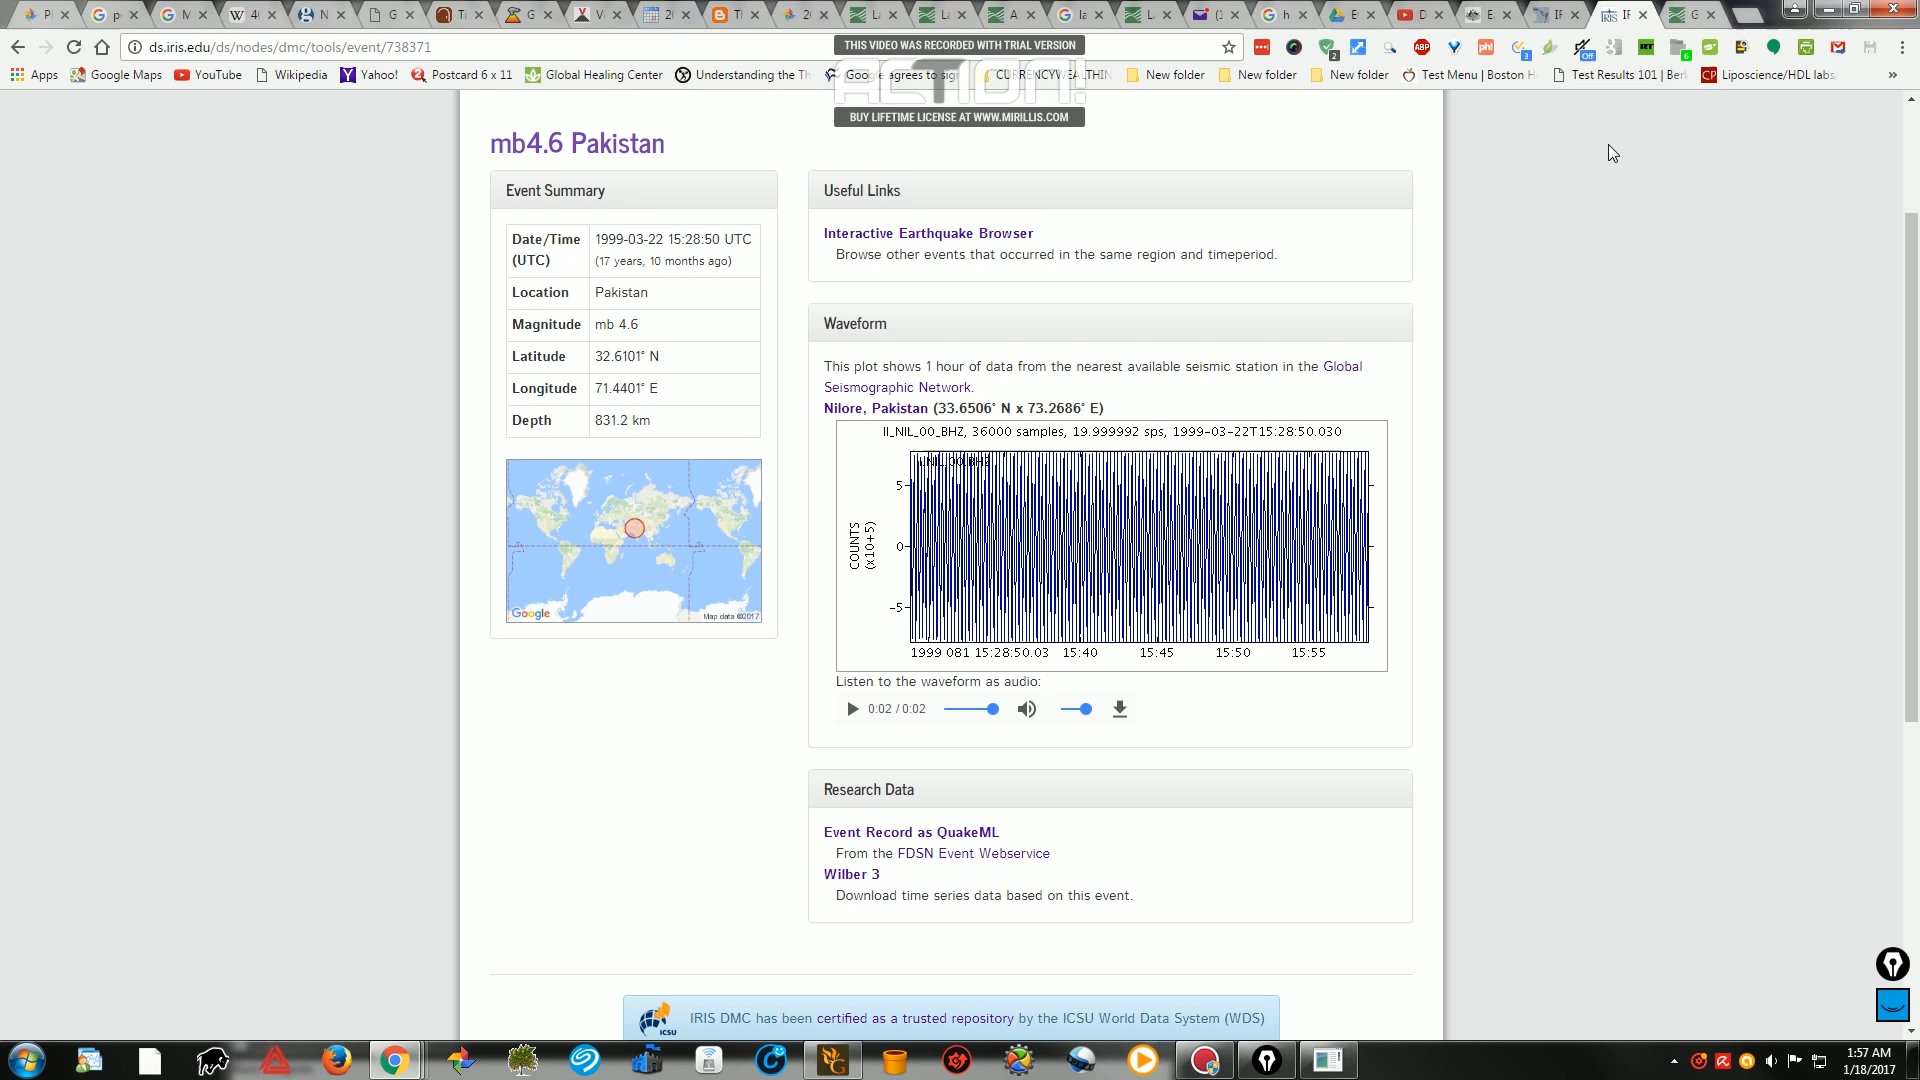 ds.iris.edu/ds/nodes/dmc/tools/event/738371
THIS VIDEO WAS RECORDED WITH TRIAL VERSION
ACTION!
BUY LIFETIME LICENSE AT WWW.MIRILLIS.COM
Apps Google Maps YouTube Wikipedia Yahoo! Postcard 6 x 11 Global Healing Center Understanding the Th Google agrees to sign CURRENCYWEALTHIN New folder New folder New folder Test Menu | Boston H Test Results 101 | Berk Liposcience/HDL labs
mb4.6 Pakistan
Event Summary
Date/Time (UTC) 1999-03-22 15:28:50 UTC
(17 years, 10 months ago)
Location Pakistan
Magnitude mb 4.6
Latitude 32.6101° N
Longitude 71.4401° E
Depth 831.2 km
Google
Map data ©2017
Useful Links
Interactive Earthquake Browser
Browse other events that occurred in the same region and timeperiod.
Waveform
This plot shows 1 hour of data from the nearest available seismic station in the Global
Seismographic Network.
Nilore, Pakistan (33.6506° N x 73.2686° E)
II_NIL_00_BHZ, 36000 samples, 19.999992 sps, 1999-03-22T15:28:50.030
5
0
-5
COUNTS
(x10+5)
1999 081 15:28:50.03 15:40 15:45 15:50 15:55
Listen to the waveform as audio:
0:02 / 0:02
Research Data
Event Record as QuakeML
From the FDSN Event Webservice
Wilber 3
Download time series data based on this event.
ICSU
IRIS DMC has been certified as a trusted repository by the ICSU World Data System (WDS)
1:57 AM
1/18/2017